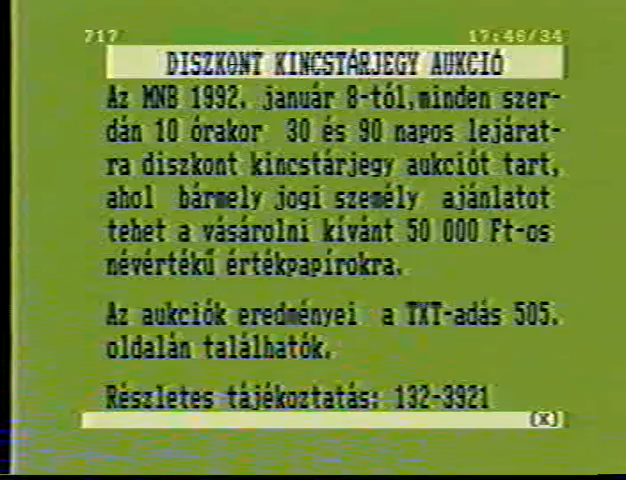 717 17:46/34
DISZKONT KINCSTÁRJEGY AUKCIÓ
Az MNB 1992. január 8-tól,minden szer-
dán 10 órakor 30 és 90 napos lejárat-
ra diszkont kincstárjegy aukciót tart,
ahol bármely jogi személy ajánlatot
tehet a vásárolni kívánt 50 000 Ft-os
névértékű értékpapírokra.
Az aukciók eredményei a TXT-adás 505.
oldalán találhatók.
Részletes tájékoztatás: 132-3921
(K)